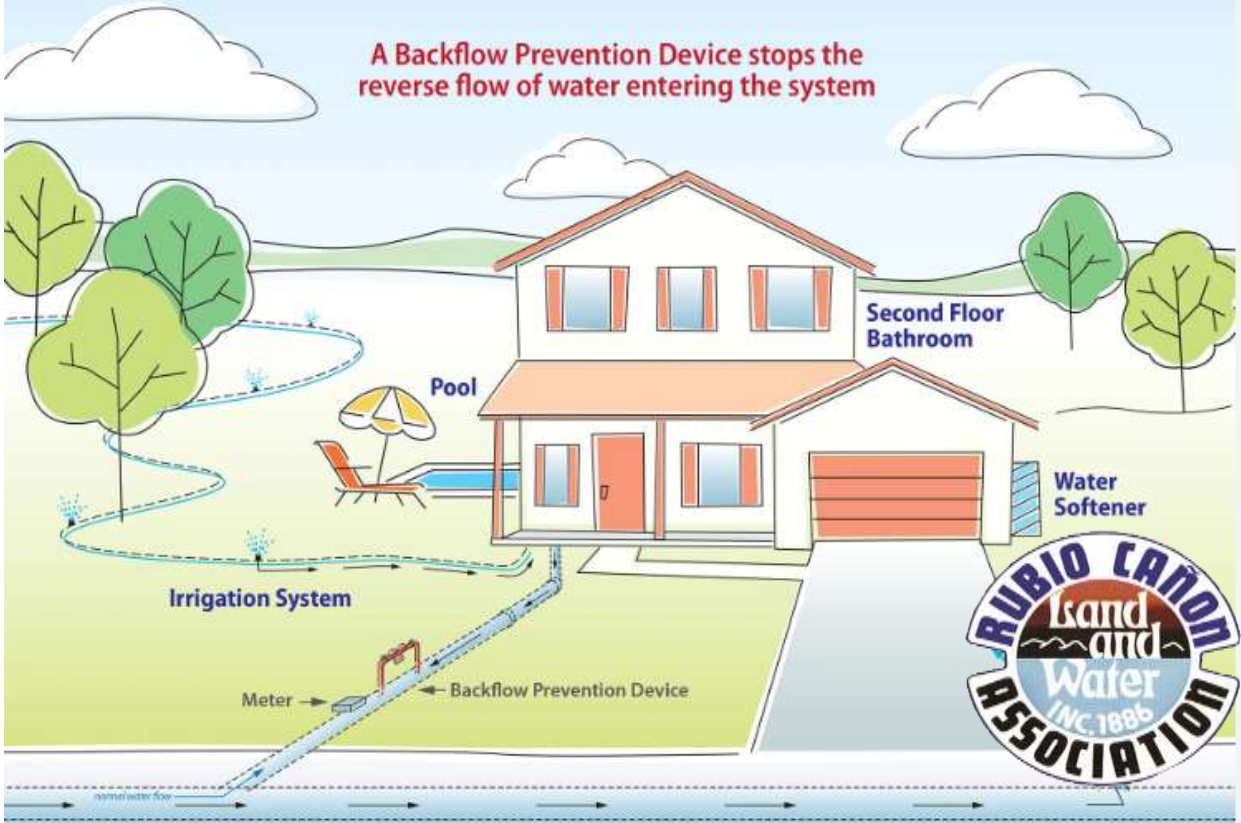 A Backflow Prevention Device stops the
reverse flow of water entering the system
Second Floor
Bathroom
Pool
Water
Softener
Irrigation System
Meter
Backflow Prevention Device
normal water flow
RUBIO CAÑON
Land
and
Water
INC. 1886
ASSOCIATION